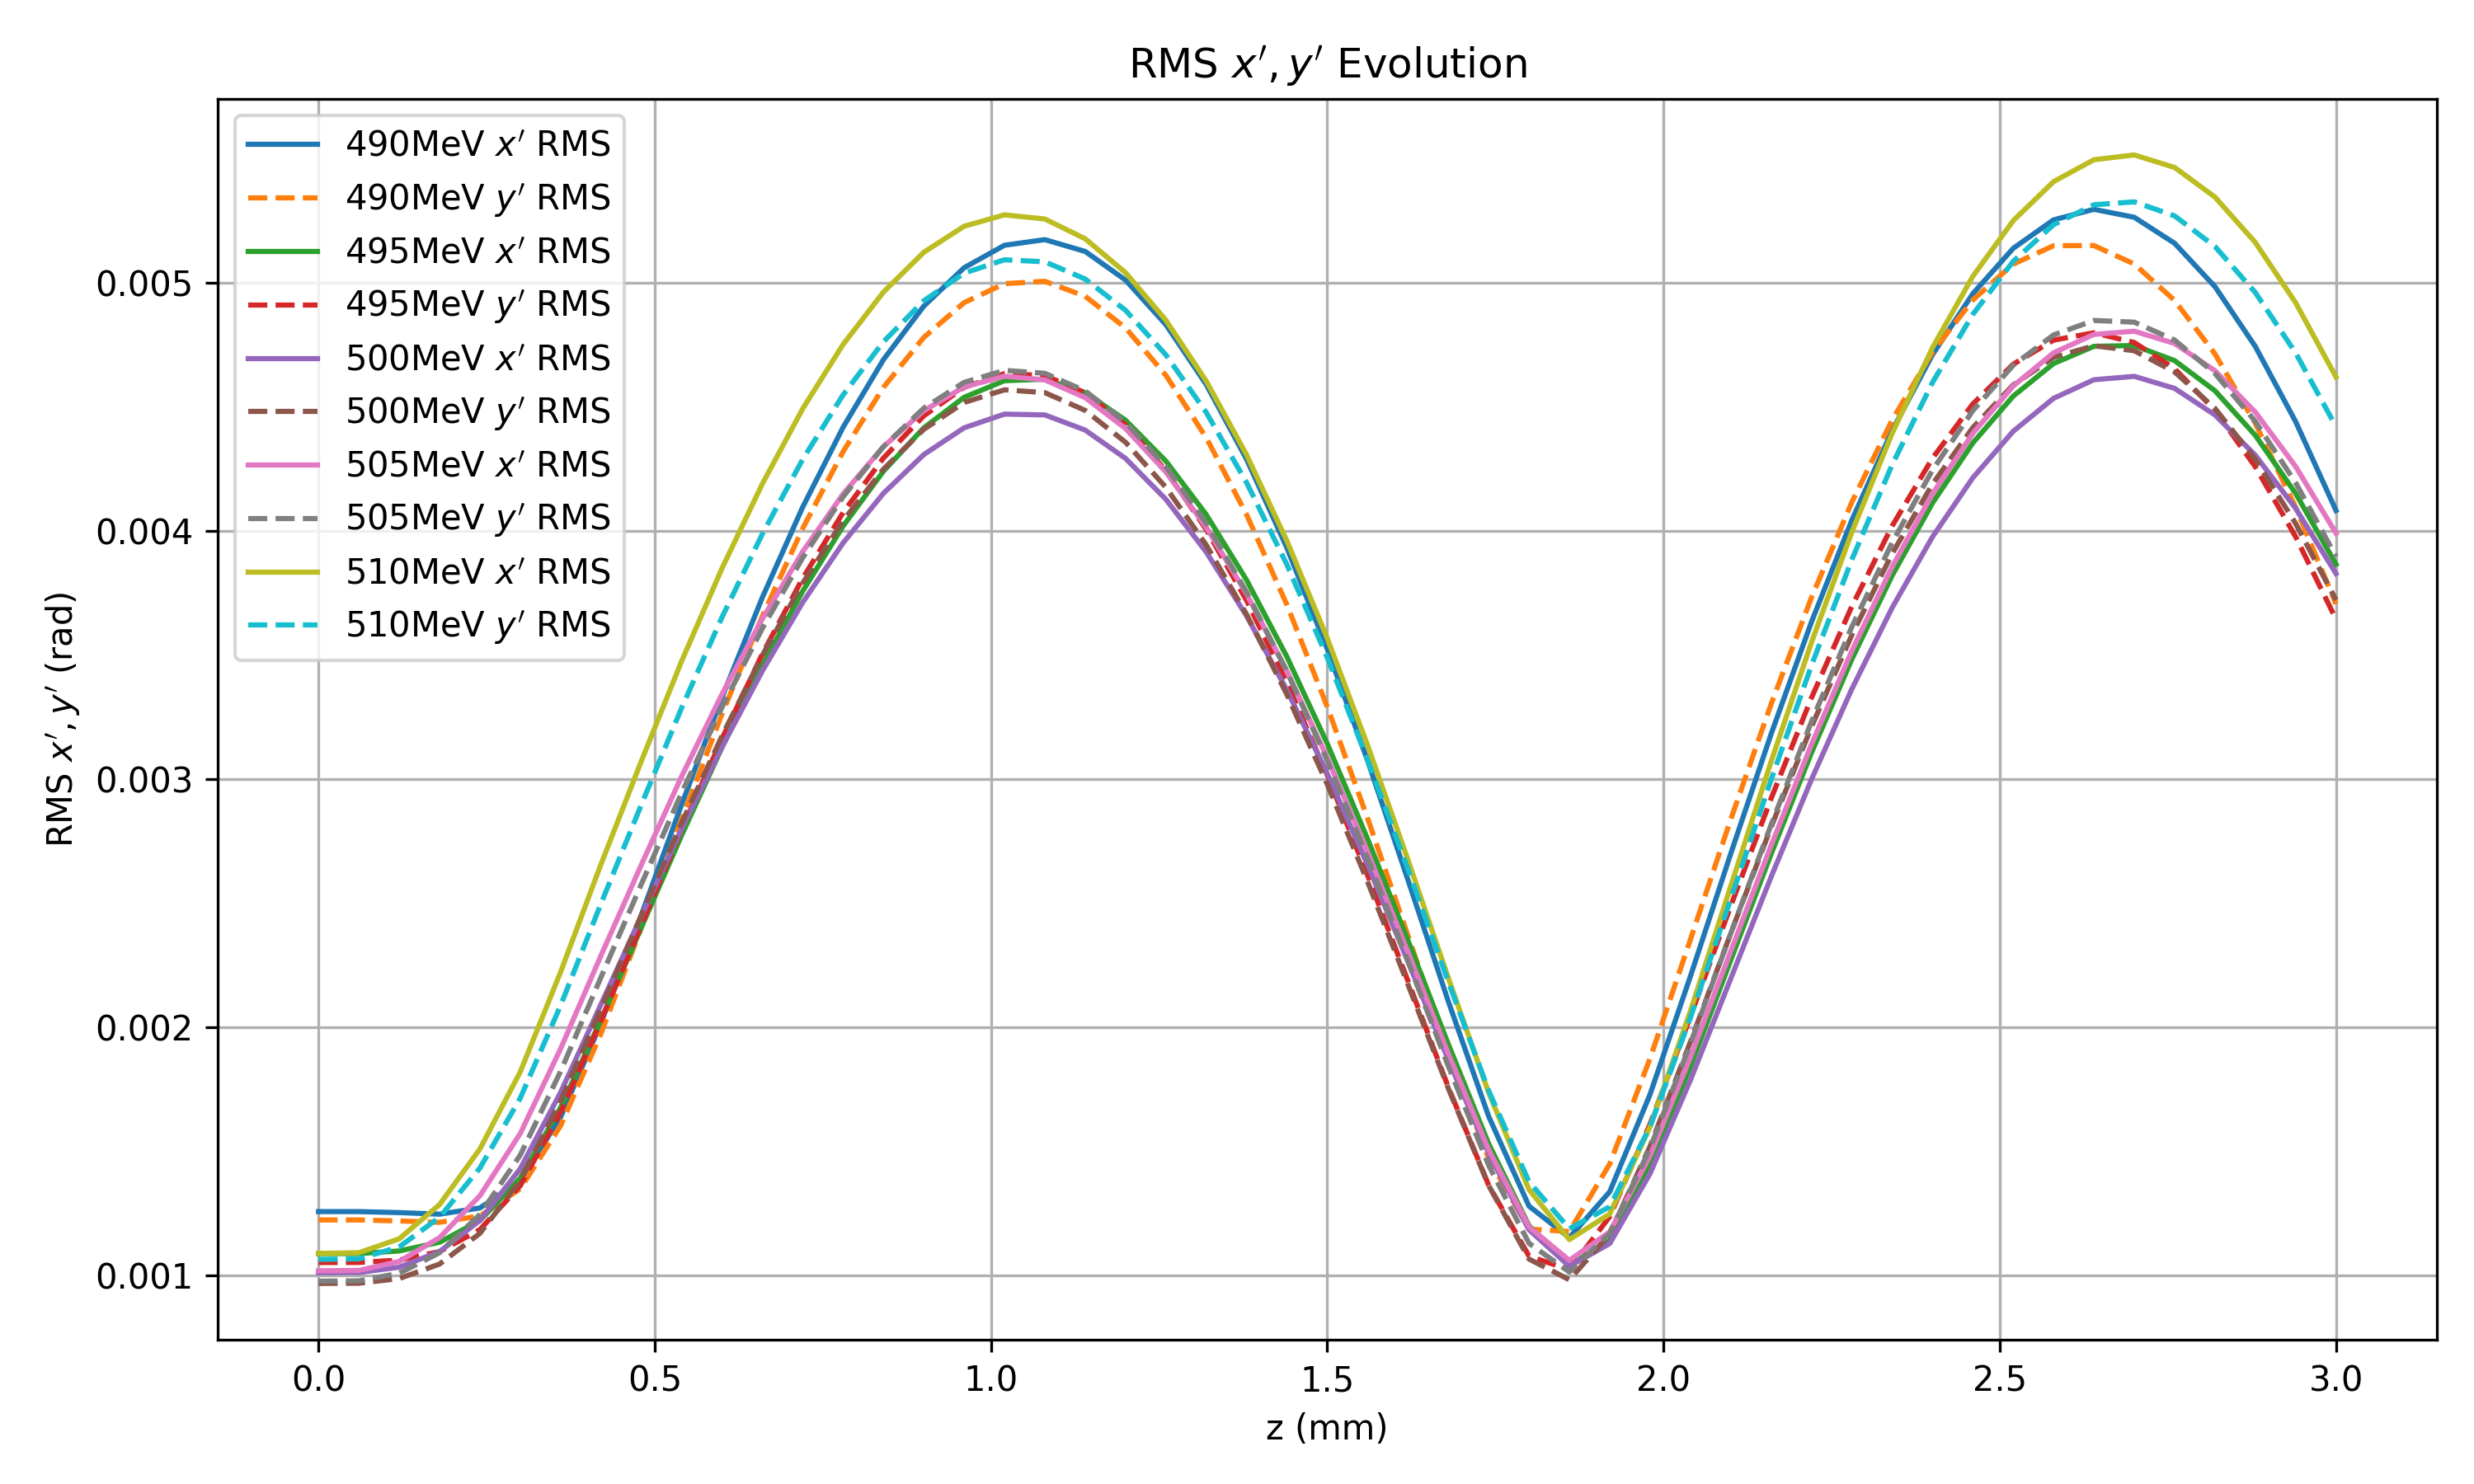 RMS x′, y′ Evolution
490MeV x′ RMS
490MeV y′ RMS
495MeV x′ RMS
495MeV y′ RMS
500MeV x′ RMS
500MeV y′ RMS
505MeV x′ RMS
505MeV y′ RMS
510MeV x′ RMS
510MeV y′ RMS
RMS x′, y′ (rad)
0.005
0.004
0.003
0.002
0.001
0.0 0.5 1.0 1.5 2.0 2.5 3.0
z (mm)